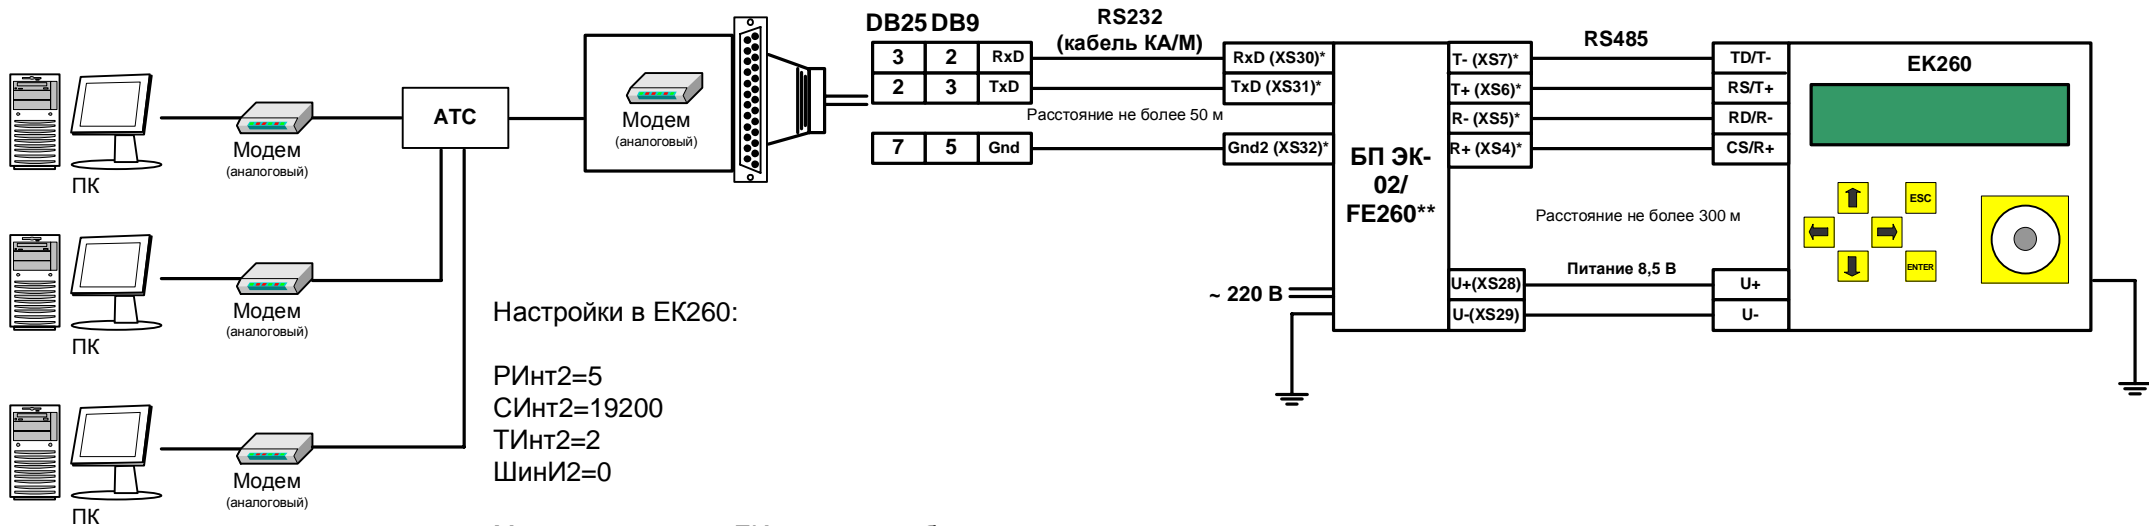 DB25 DB9
RS232
(кабель КА/М)
3 2 RxD
2 3 TxD
7 5 Gnd
Расстояние не более 50 м
RxD (XS30)*
TxD (XS31)*
Gnd2 (XS32)*
БП ЭК-
02/
FE260**
~ 220 В
T- (XS7)*
T+ (XS6)*
R- (XS5)*
R+ (XS4)*
U+(XS28)
U-(XS29)
RS485
Расстояние не более 300 м
Питание 8,5 В
TD/T-
RS/T+
RD/R-
CS/R+
U+
U-
EK260
ESC
ENTER
ПК
Модем
(аналоговый)
АТС
Модем
(аналоговый)
ПК
Модем
(аналоговый)
ПК
Модем
(аналоговый)
Настройки в ЕК260:
РИнт2=5
СИнт2=19200
ТИнт2=2
ШинИ2=0